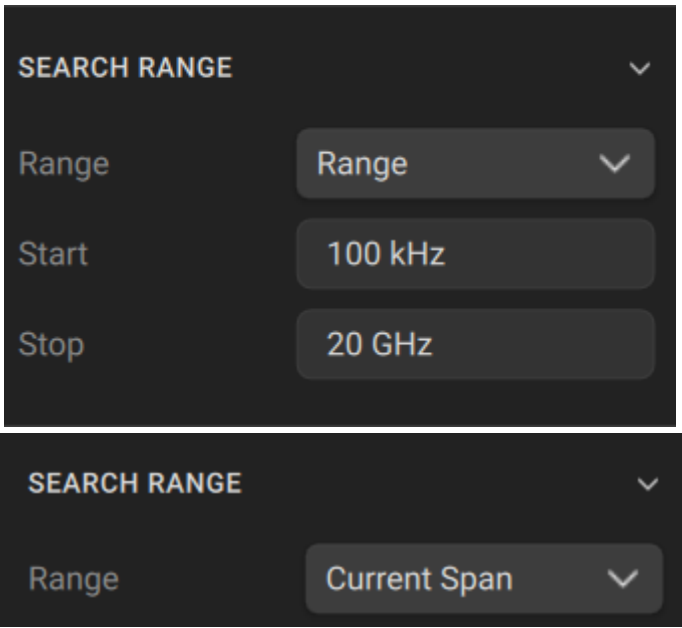 SEARCH RANGE
Range Range
Start 100 kHz
Stop 20 GHz
SEARCH RANGE
Range Current Span